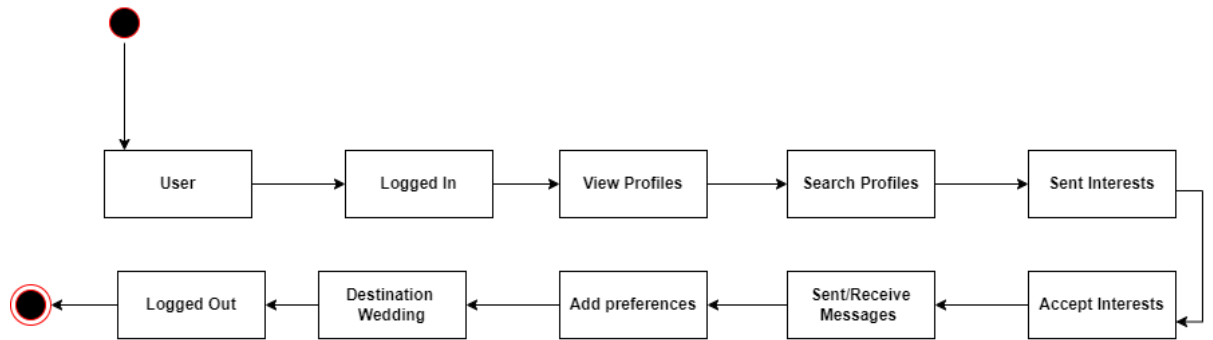 User
Logged In
View Profiles
Search Profiles
Sent Interests
Logged Out
Destination
Wedding
Add preferences
Sent/Receive
Messages
Accept Interests